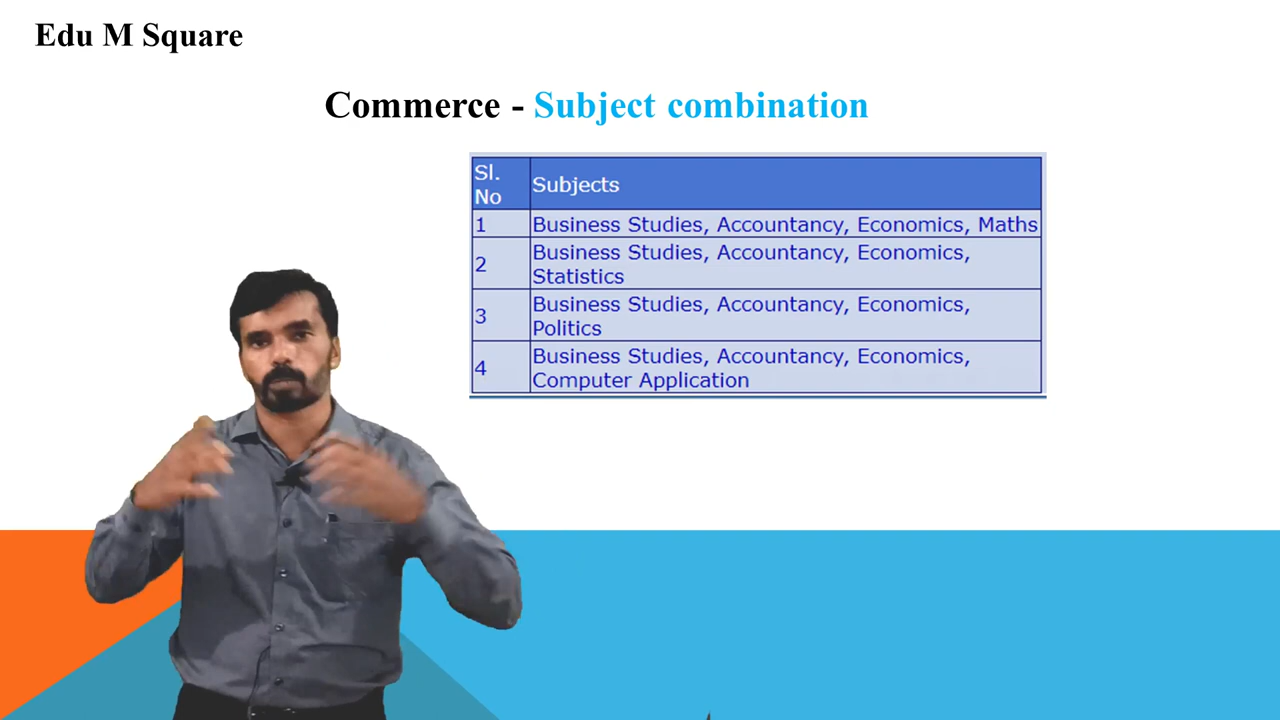 Edu M Square
Commerce - Subject combination
Sl.
No
Subjects
1
Business Studies, Accountancy, Economics, Maths
2
Business Studies, Accountancy, Economics,
Statistics
3
Business Studies, Accountancy, Economics,
Politics
4
Business Studies, Accountancy, Economics,
Computer Application